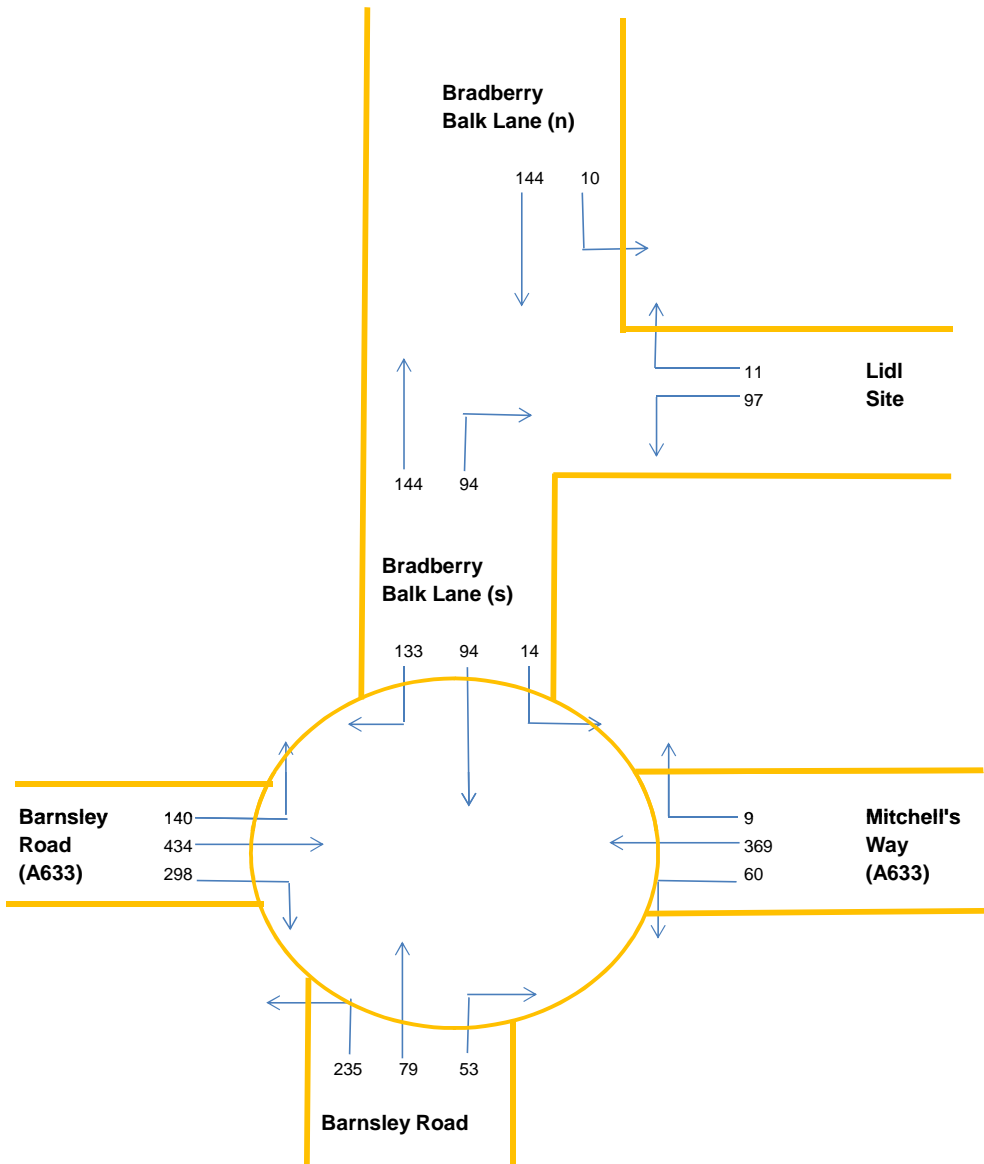 Bradberry
Balk Lane (n)
144 10
11
97
Lidl
Site
144 94
Bradberry
Balk Lane (s)
133 94 14
Barnsley
Road
(A633)
140
434
298
9
369
60
Mitchell's
Way
(A633)
235 79 53
Barnsley Road